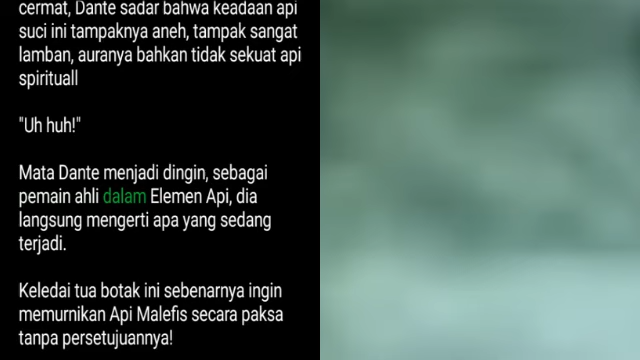 cermat, Dante sadar bahwa keadaan api
suci ini tampaknya aneh, tampak sangat
lamban, auranya bahkan tidak sekuat api
spirituall
"Uh huh!"
Mata Dante menjadi dingin, sebagai
pemain ahli dalam Elemen Api, dia
langsung mengerti apa yang sedang
terjadi.
Keledai tua botak ini sebenarnya ingin
memurnikan Api Malefis secara paksa
tanpa persetujuannya!